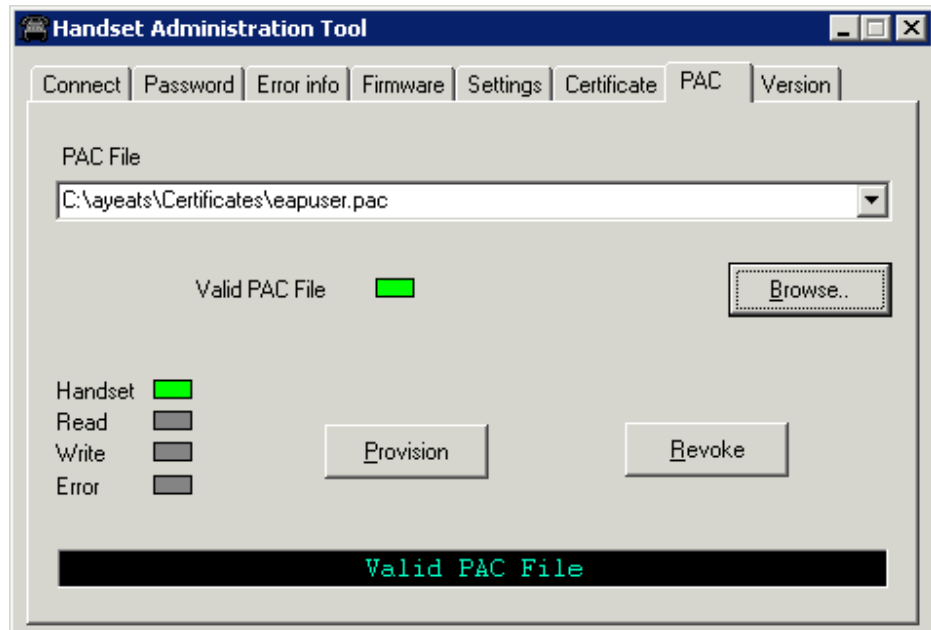 Handset Administration Tool
Connect Password Error info Firmware Settings Certificate PAC Version
PAC File
C:\ayeats\Certificates\eapuser.pac
Valid PAC File
Browse..
Handset
Read
Write
Error
Provision
Revoke
Valid PAC File